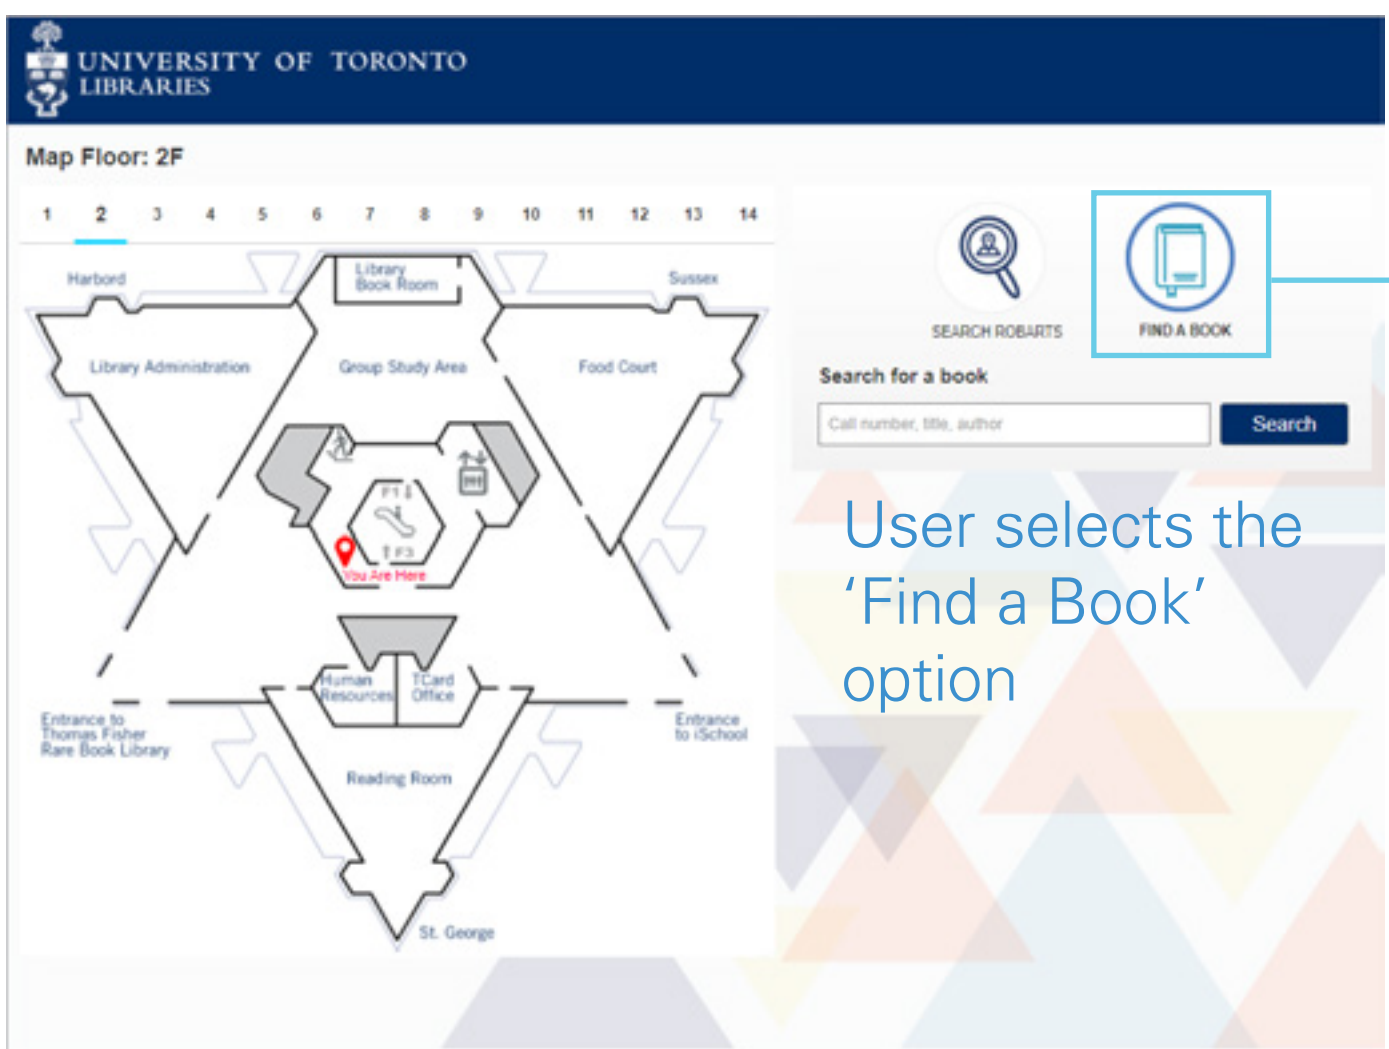 UNIVERSITY OF TORONTO
LIBRARIES
Map Floor: 2F
1 2 3 4 5 6 7 8 9 10 11 12 13 14
Harbord
Library
Book Room
Sussex
Library Administration
Group Study Area
Food Court
F1
F3
You Are Here
Human
Resources
TCard
Office
Entrance to
Thomas Fisher
Rare Book Library
Entrance
to iSchool
Reading Room
St. George
SEARCH ROBARTS
FIND A BOOK
Search for a book
Call number, title, author
Search
User selects the
‘Find a Book’
option